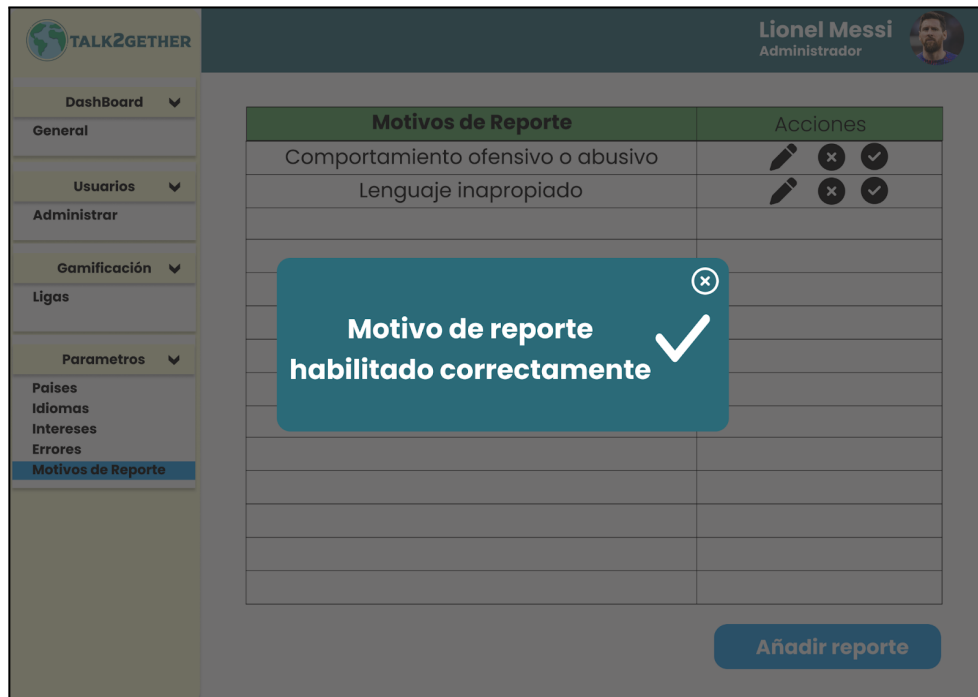 TALK2GETHER
Lionel Messi
Administrador
DashBoard
General
Usuarios
Administrar
Gamificación
Ligas
Parametros
Paises
Idiomas
Intereses
Errores
Motivos de Reporte
Motivos de Reporte Acciones
Comportamiento ofensivo o abusivo
Lenguaje inapropiado
Motivo de reporte
habilitado correctamente
Añadir reporte